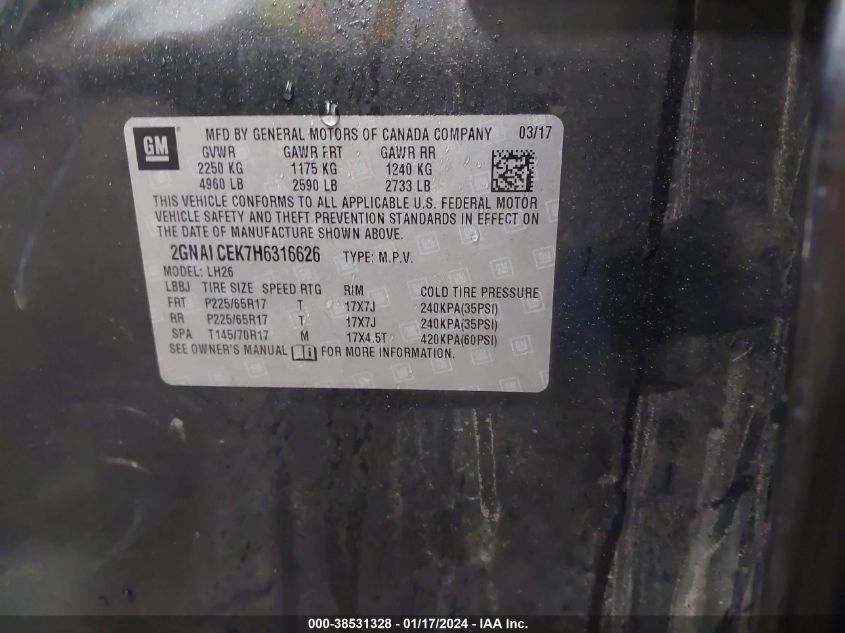 GM
MFD BY GENERAL MOTORS OF CANADA COMPANY 03/17
GVWR GAWR FRT GAWR RR
2250 KG 1175 KG 1240 KG
4960 LB 2590 LB 2733 LB
THIS VEHICLE CONFORMS TO ALL APPLICABLE U.S. FEDERAL MOTOR
VEHICLE SAFETY AND THEFT PREVENTION STANDARDS IN EFFECT ON
THE DATE OF MANUFACTURE SHOWN ABOVE.
2GNALCEK7H6316626 TYPE: M.P.V.
MODEL: LH26
LBBJ TIRE SIZE SPEED RTG RIM COLD TIRE PRESSURE
FRT P225/65R17 T 17X7J 240KPA(35PSI)
RR P225/65R17 T 17X7J 240KPA(35PSI)
SPA T145/70R17 M 17X4.5T 420KPA(60PSI)
SEE OWNER'S MANUAL FOR MORE INFORMATION.
000-38531328 - 01/17/2024 - IAA Inc.